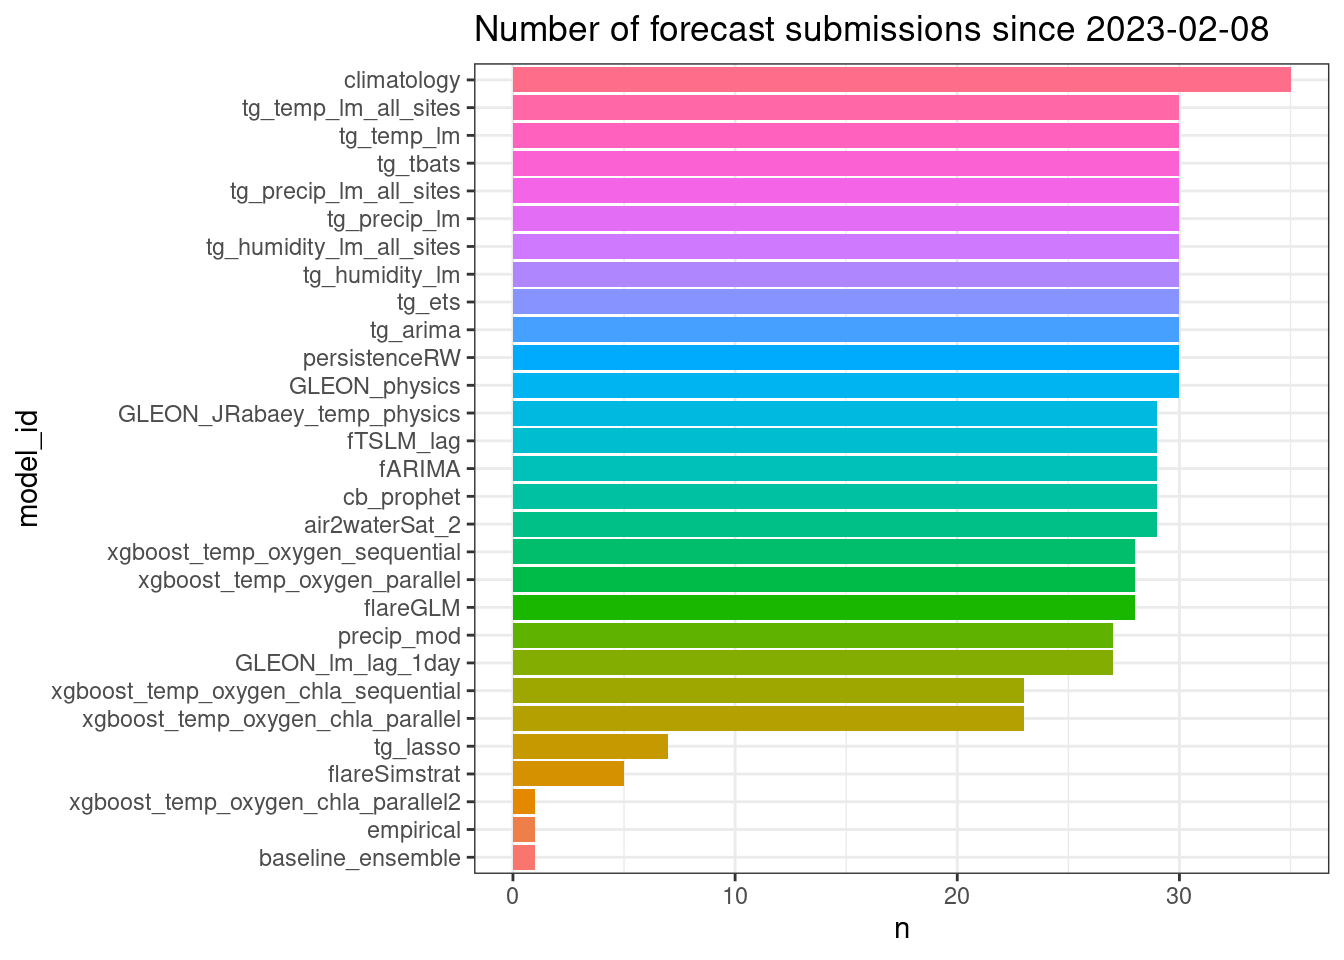 Number of forecast submissions since 2023-02-08
model_id
climatology
tg_temp_lm_all_sites
tg_temp_lm
tg_tbats
tg_precip_lm_all_sites
tg_precip_lm
tg_humidity_lm_all_sites
tg_humidity_lm
tg_ets
tg_arima
persistenceRW
GLEON_physics
GLEON_JRabaey_temp_physics
fTSLM_lag
fARIMA
cb_prophet
air2waterSat_2
xgboost_temp_oxygen_sequential
xgboost_temp_oxygen_parallel
flareGLM
precip_mod
GLEON_lm_lag_1day
xgboost_temp_oxygen_chla_sequential
xgboost_temp_oxygen_chla_parallel
tg_lasso
flareSimstrat
xgboost_temp_oxygen_chla_parallel2
empirical
baseline_ensemble
0 10 20 30
n